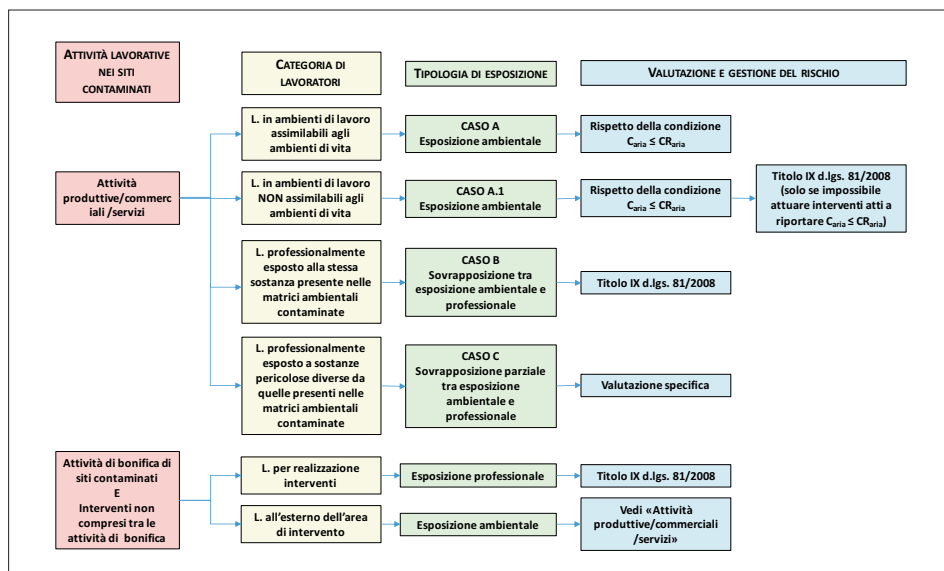 ATTIVITÀ LAVORATIVE
NEI SITI
CONTAMINATI
CATEGORIA DI
LAVORATORI
TIPOLOGIA DI ESPOSIZIONE
VALUTAZIONE E GESTIONE DEL RISCHIO
Attività
produttive/commerc
iali /servizi
L. in ambienti di lavoro
assimilabili agli
ambienti di vita
CASO A
Esposizione ambientale
Rispetto della condizione
Caria ≤ CRaria
L. in ambienti di lavoro
NON assimilabili agli
ambienti di vita
CASO A.1
Esposizione ambientale
Rispetto della condizione
Caria ≤ CRaria
Titolo IX d.lgs. 81/2008
(solo se impossibile
attuare interventi atti a
riportare Caria ≤ CRaria)
L. professionalmente
esposto alla stessa
sostanza presente nelle
matrici ambientali
contaminate
CASO B
Sovrapposizione tra
esposizione ambientale e
professionale
Titolo IX d.lgs. 81/2008
L. professionalmente
esposto a sostanze
pericolose diverse da
quelle presenti nelle
matrici ambientali
contaminate
CASO C
Sovrapposizione parziale
tra esposizione
ambientale e
professionale
Valutazione specifica
Attività di bonifica di
siti contaminati
E
Interventi non
compresi tra le
attività di bonifica
L. per realizzazione
interventi
Esposizione professionale
Titolo IX d.lgs. 81/2008
L. all'esterno dell'area
di intervento
Esposizione ambientale
Vedi «Attività
produttive/commerciali
/servizi»